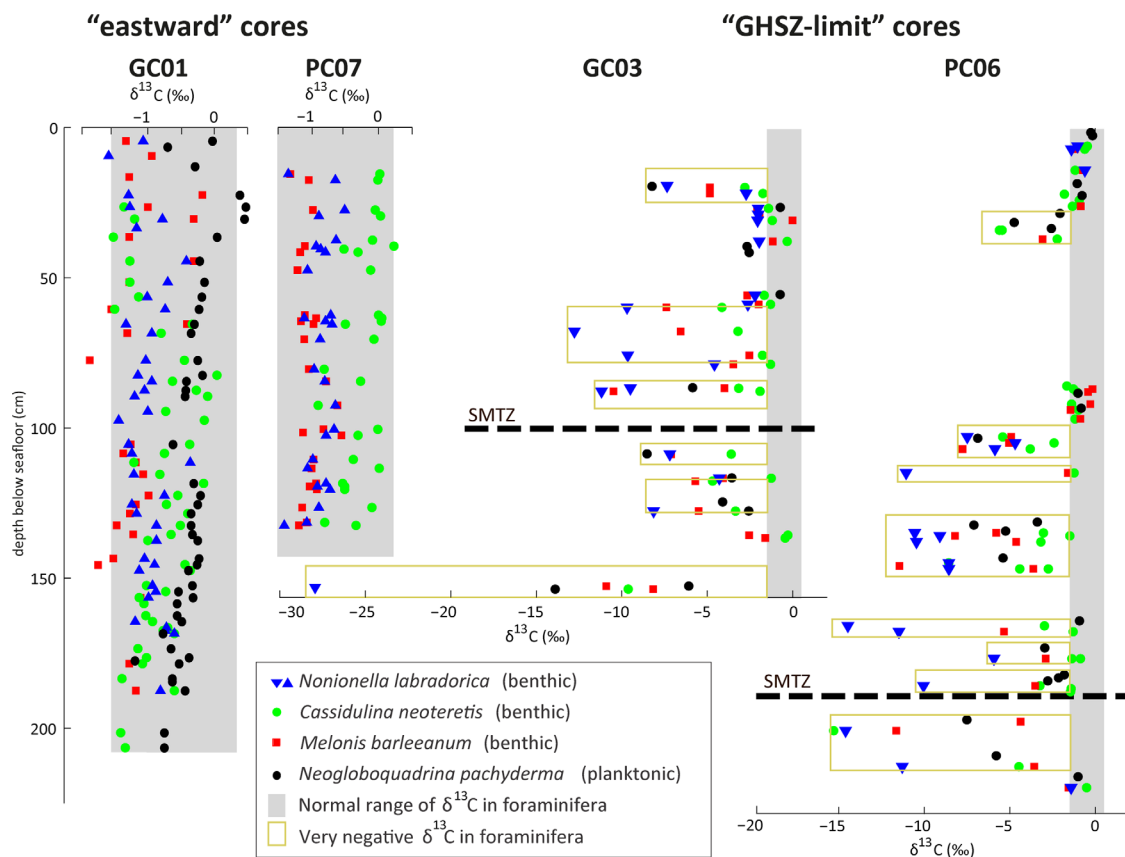 “eastward” cores
“GHSZ-limit” cores
GC01
PC07
GC03
PC06
δ¹³C (‰)
δ¹³C (‰)
−1 0
−1 0
0
50
100
150
200
depth below seafloor (cm)
SMTZ
SMTZ
−30 −25 −20 −15 −10 −5 0
δ¹³C (‰)
−20 −15 −10 −5 0
δ¹³C (‰)
Nonionella labradorica (benthic)
Cassidulina neoteretis (benthic)
Melonis barleeanum (benthic)
Neogloboquadrina pachyderma (planktonic)
Normal range of δ¹³C in foraminifera
Very negative δ¹³C in foraminifera